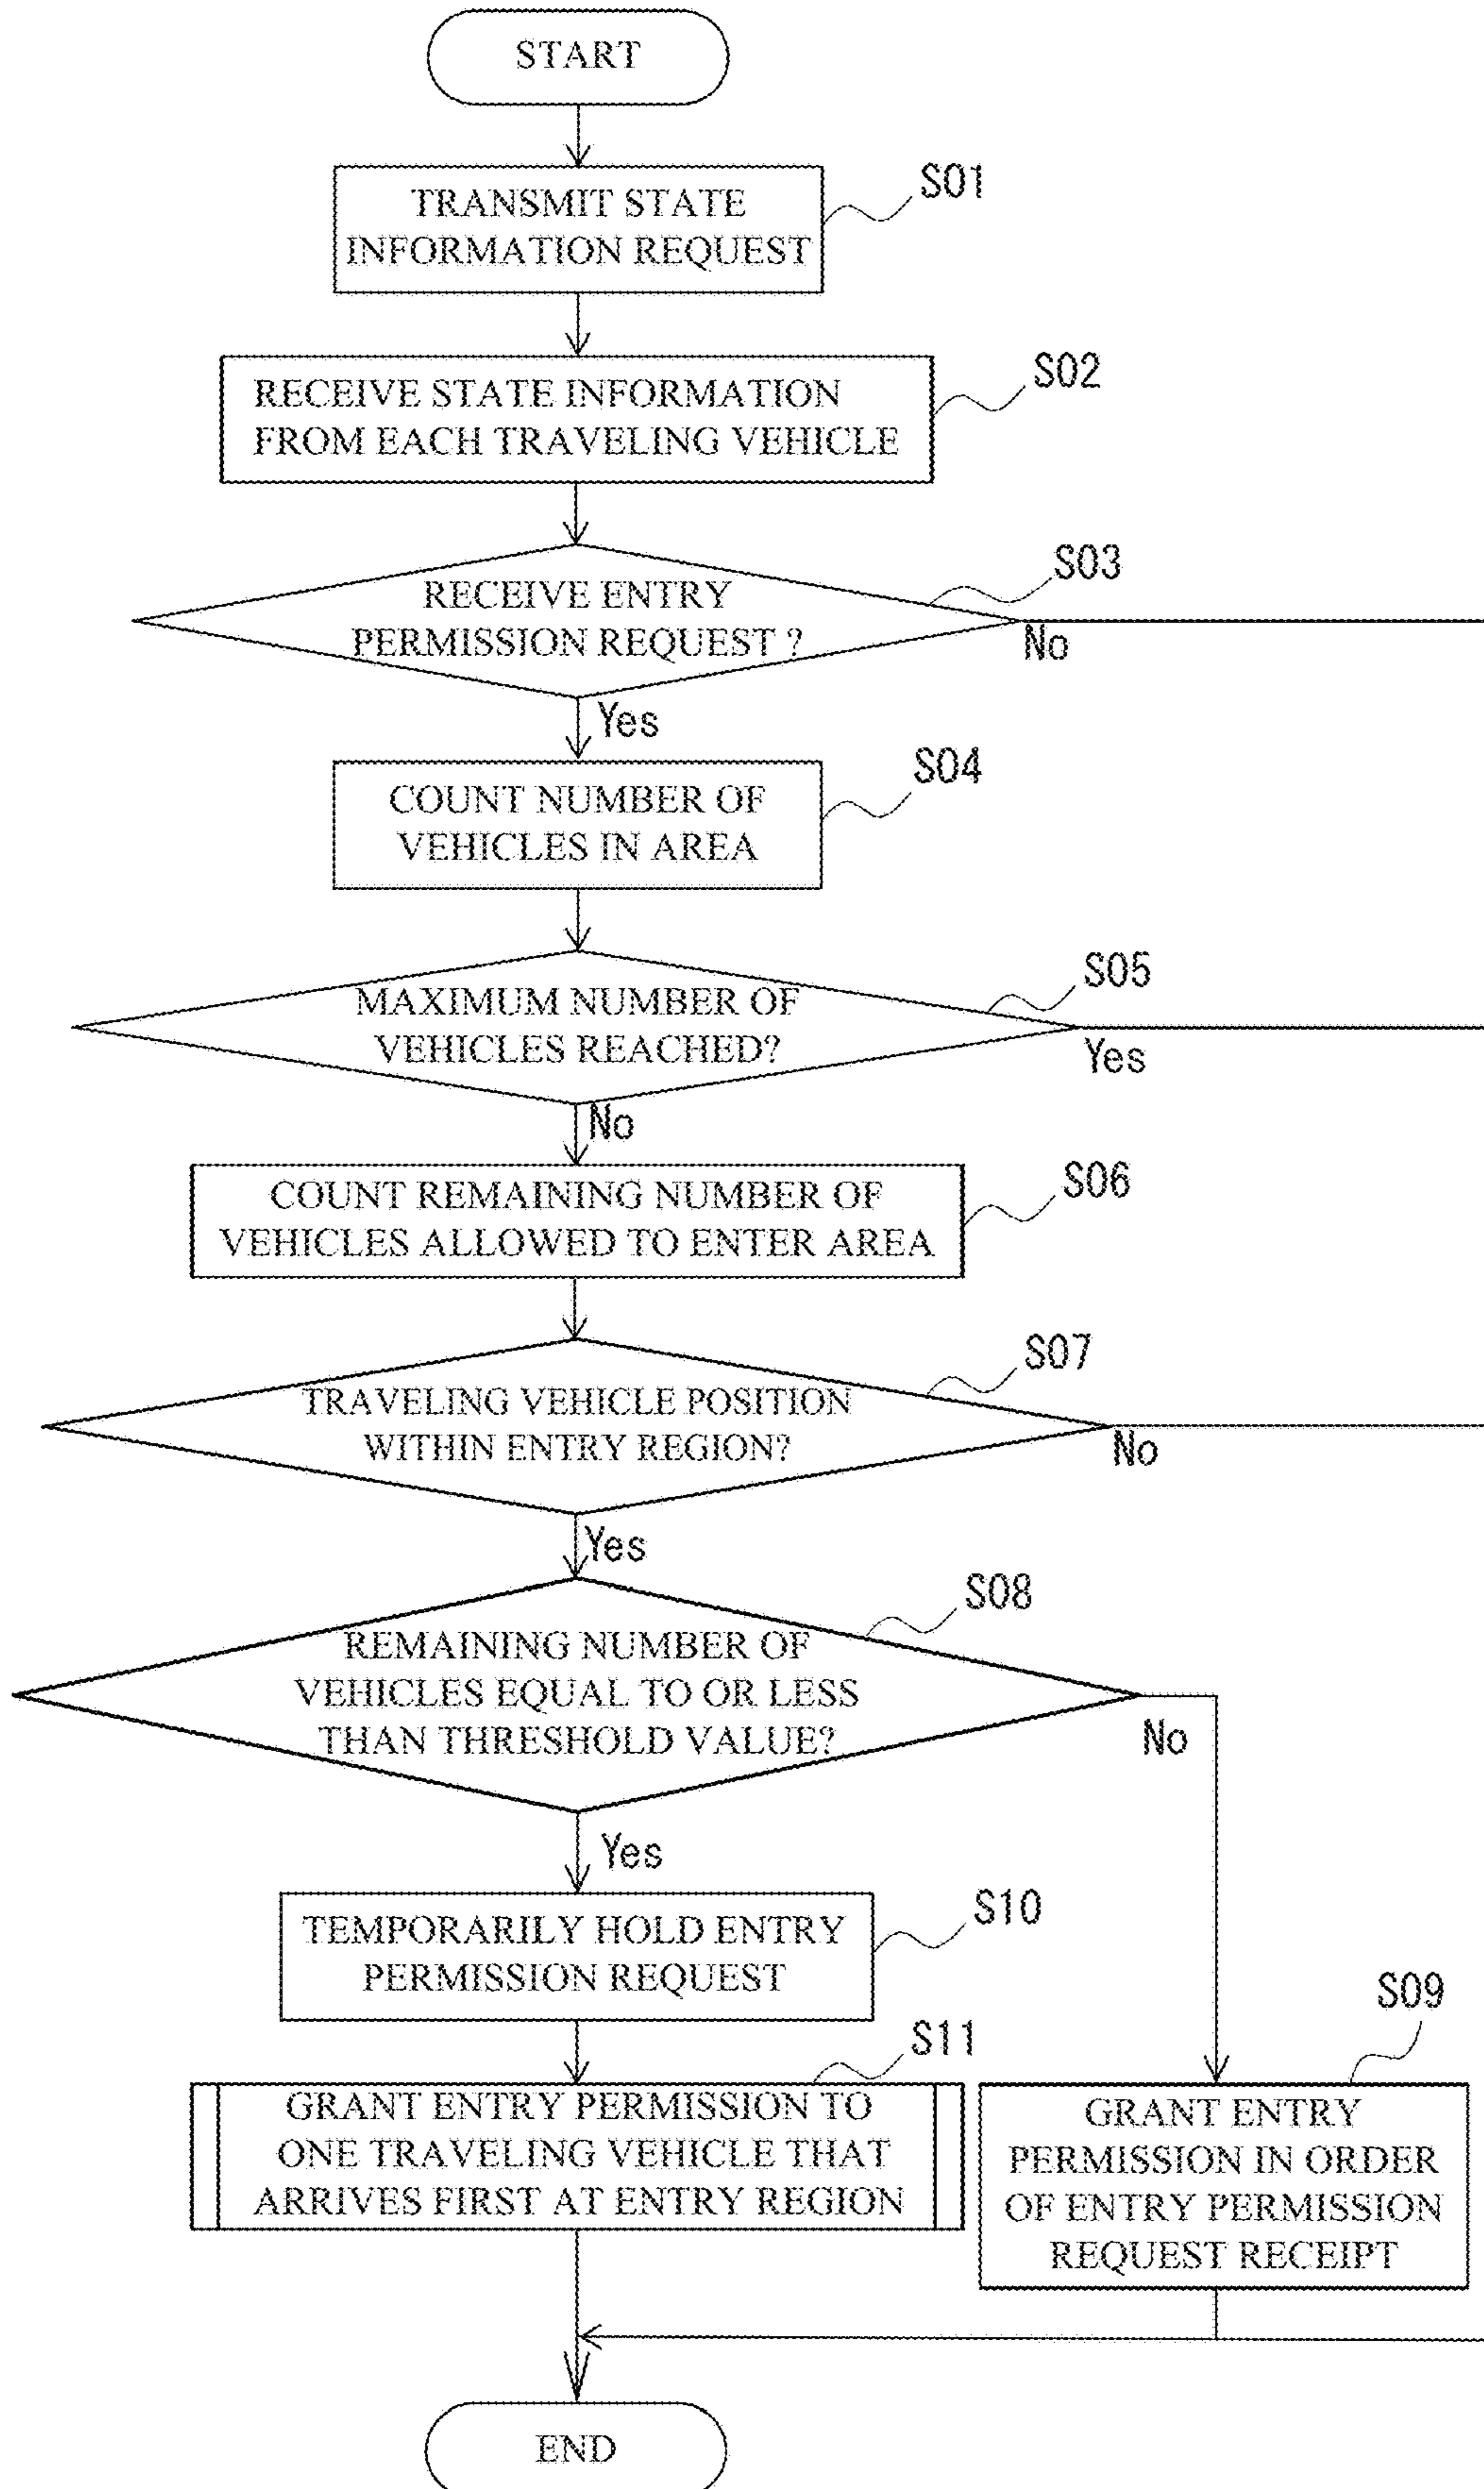 START
S01
TRANSMIT STATE
INFORMATION REQUEST
S02
RECEIVE STATE INFORMATION
FROM EACH TRAVELING VEHICLE
S03
RECEIVE ENTRY
PERMISSION REQUEST ?
No
Yes
S04
COUNT NUMBER OF
VEHICLES IN AREA
S05
MAXIMUM NUMBER OF
VEHICLES REACHED?
Yes
No
S06
COUNT REMAINING NUMBER OF
VEHICLES ALLOWED TO ENTER AREA
S07
TRAVELING VEHICLE POSITION
WITHIN ENTRY REGION?
No
Yes
S08
REMAINING NUMBER OF
VEHICLES EQUAL TO OR LESS
THAN THRESHOLD VALUE?
No
Yes
S10
TEMPORARILY HOLD ENTRY
PERMISSION REQUEST
S11
GRANT ENTRY PERMISSION TO
ONE TRAVELING VEHICLE THAT
ARRIVES FIRST AT ENTRY REGION
S09
GRANT ENTRY
PERMISSION IN ORDER
OF ENTRY PERMISSION
REQUEST RECEIPT
END